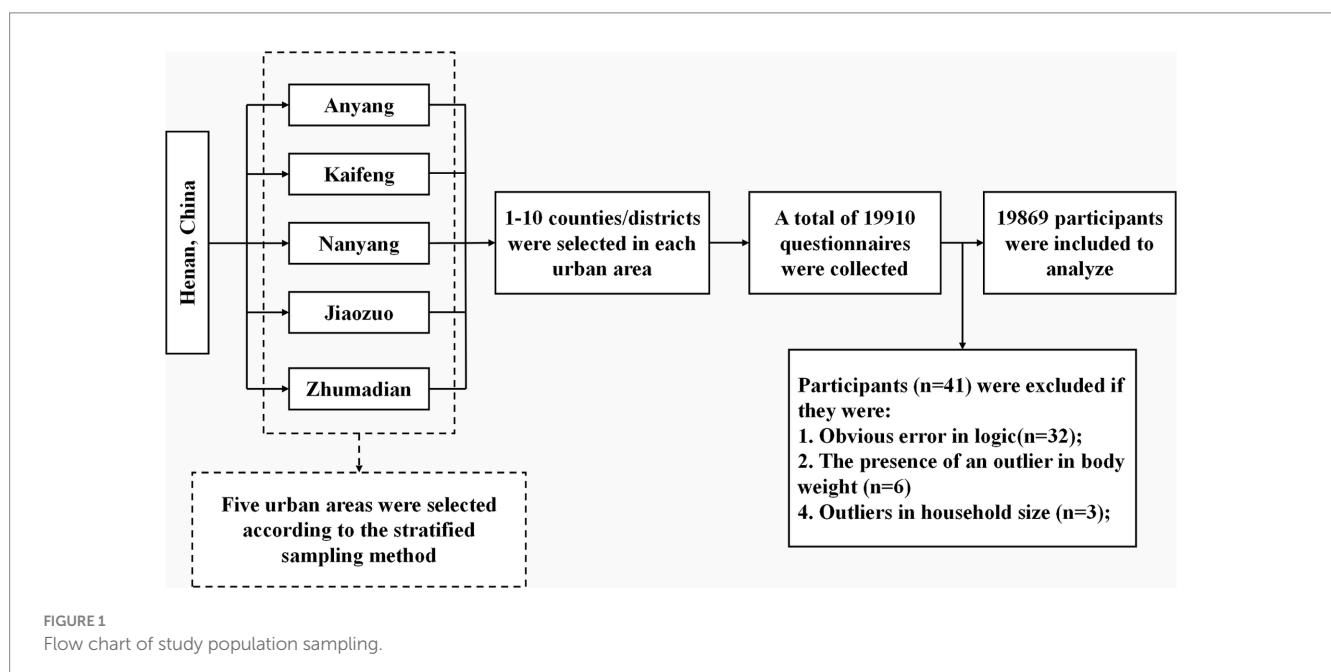 Henan, China
Anyang
Kaifeng
Nanyang
Jiaozuo
Zhumadian
Five urban areas were selected
according to the stratified
sampling method
1-10 counties/districts
were selected in each
urban area
A total of 19910
questionnaires
were collected
19869 participants
were included to
analyze
Participants (n=41) were excluded if
they were:
1. Obvious error in logic(n=32);
2. The presence of an outlier in body
weight (n=6)
4. Outliers in household size (n=3);
FIGURE 1
Flow chart of study population sampling.